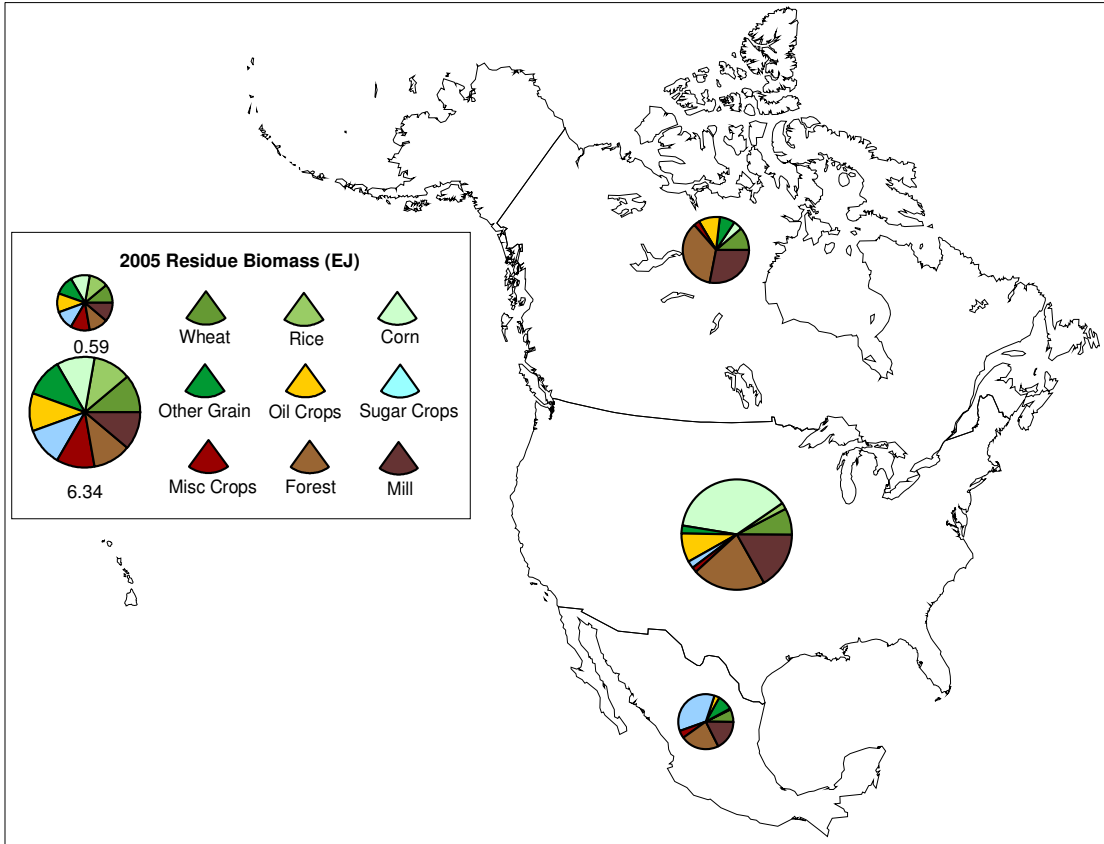 2005 Residue Biomass (EJ)
0.59
Wheat
Rice
Corn
Other Grain
Oil Crops
Sugar Crops
6.34
Misc Crops
Forest
Mill